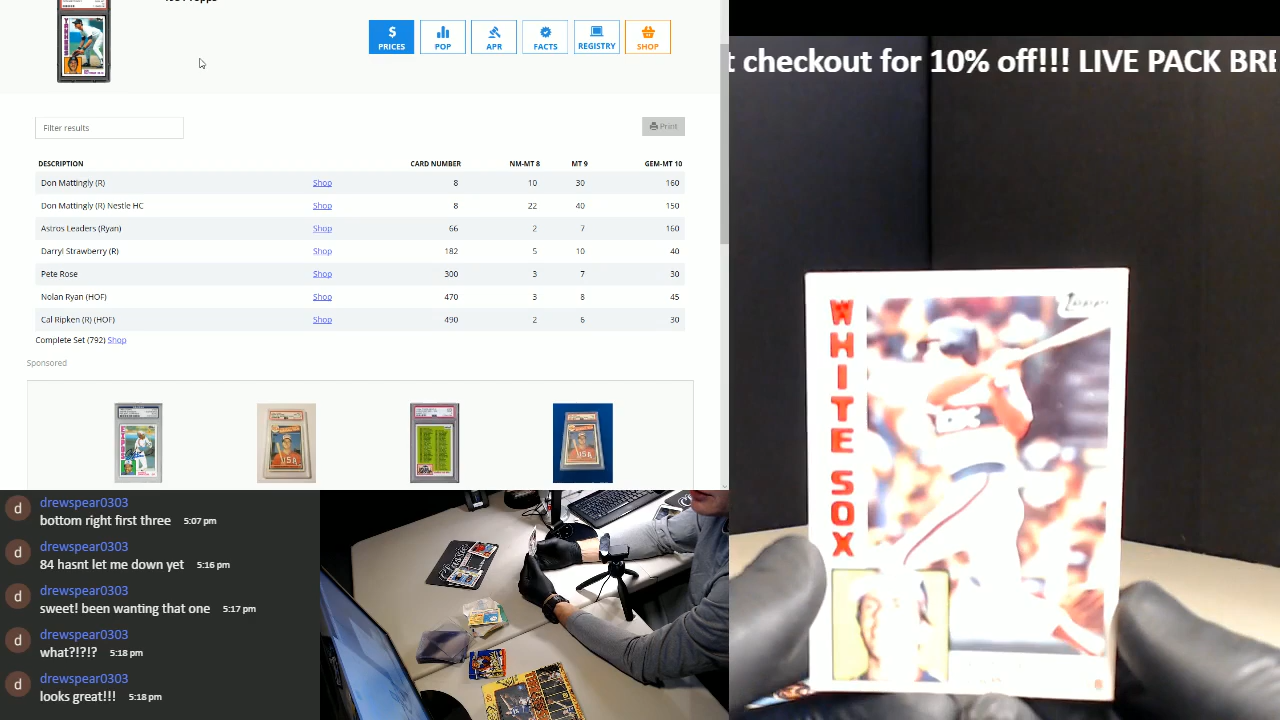 PRICES
POP
APR
FACTS
REGISTRY
SHOP
t checkout for 10% off!!! LIVE PACK BRE
Filter results
Print
DESCRIPTION CARD NUMBER NM-MT 8 MT 9 GEM-MT 10
Don Mattingly (R) Shop 8 10 30 160
Don Mattingly (R) Nestle HC Shop 8 22 40 150
Astros Leaders (Ryan) Shop 66 2 7 160
Darryl Strawberry (R) Shop 182 5 10 40
Pete Rose Shop 300 3 7 30
Nolan Ryan (HOF) Shop 470 3 8 45
Cal Ripken (R) (HOF) Shop 490 2 6 30
Complete Set (792) Shop
Sponsored
drewspear0303
bottom right first three 5:07 pm
drewspear0303
84 hasnt let me down yet 5:16 pm
drewspear0303
sweet! been wanting that one 5:17 pm
drewspear0303
what?!?!? 5:18 pm
drewspear0303
looks great!!! 5:18 pm
WHITE SOX